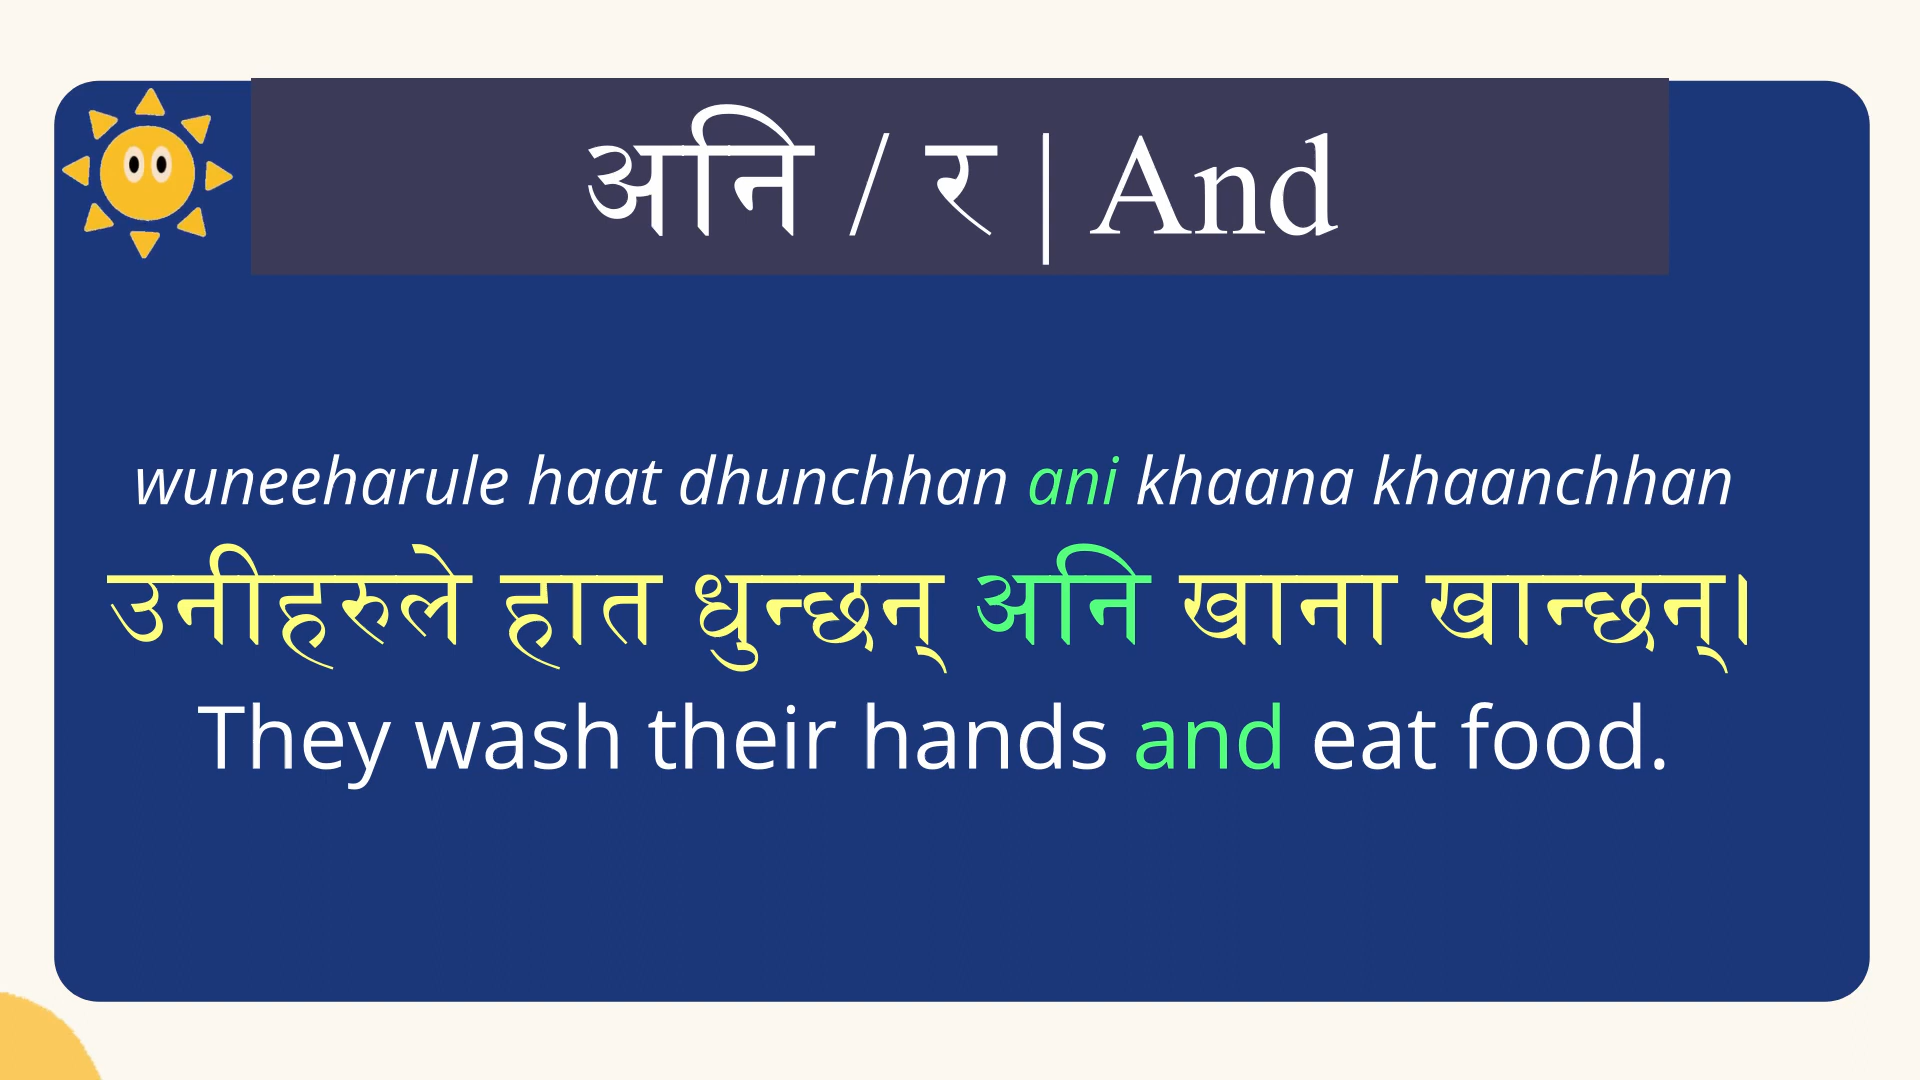 अनि / र | And
wuneeharule haat dhunchhan ani khaana khaanchhan
उनीहरुले हात धुन्छन् अनि खाना खान्छन्।
They wash their hands and eat food.